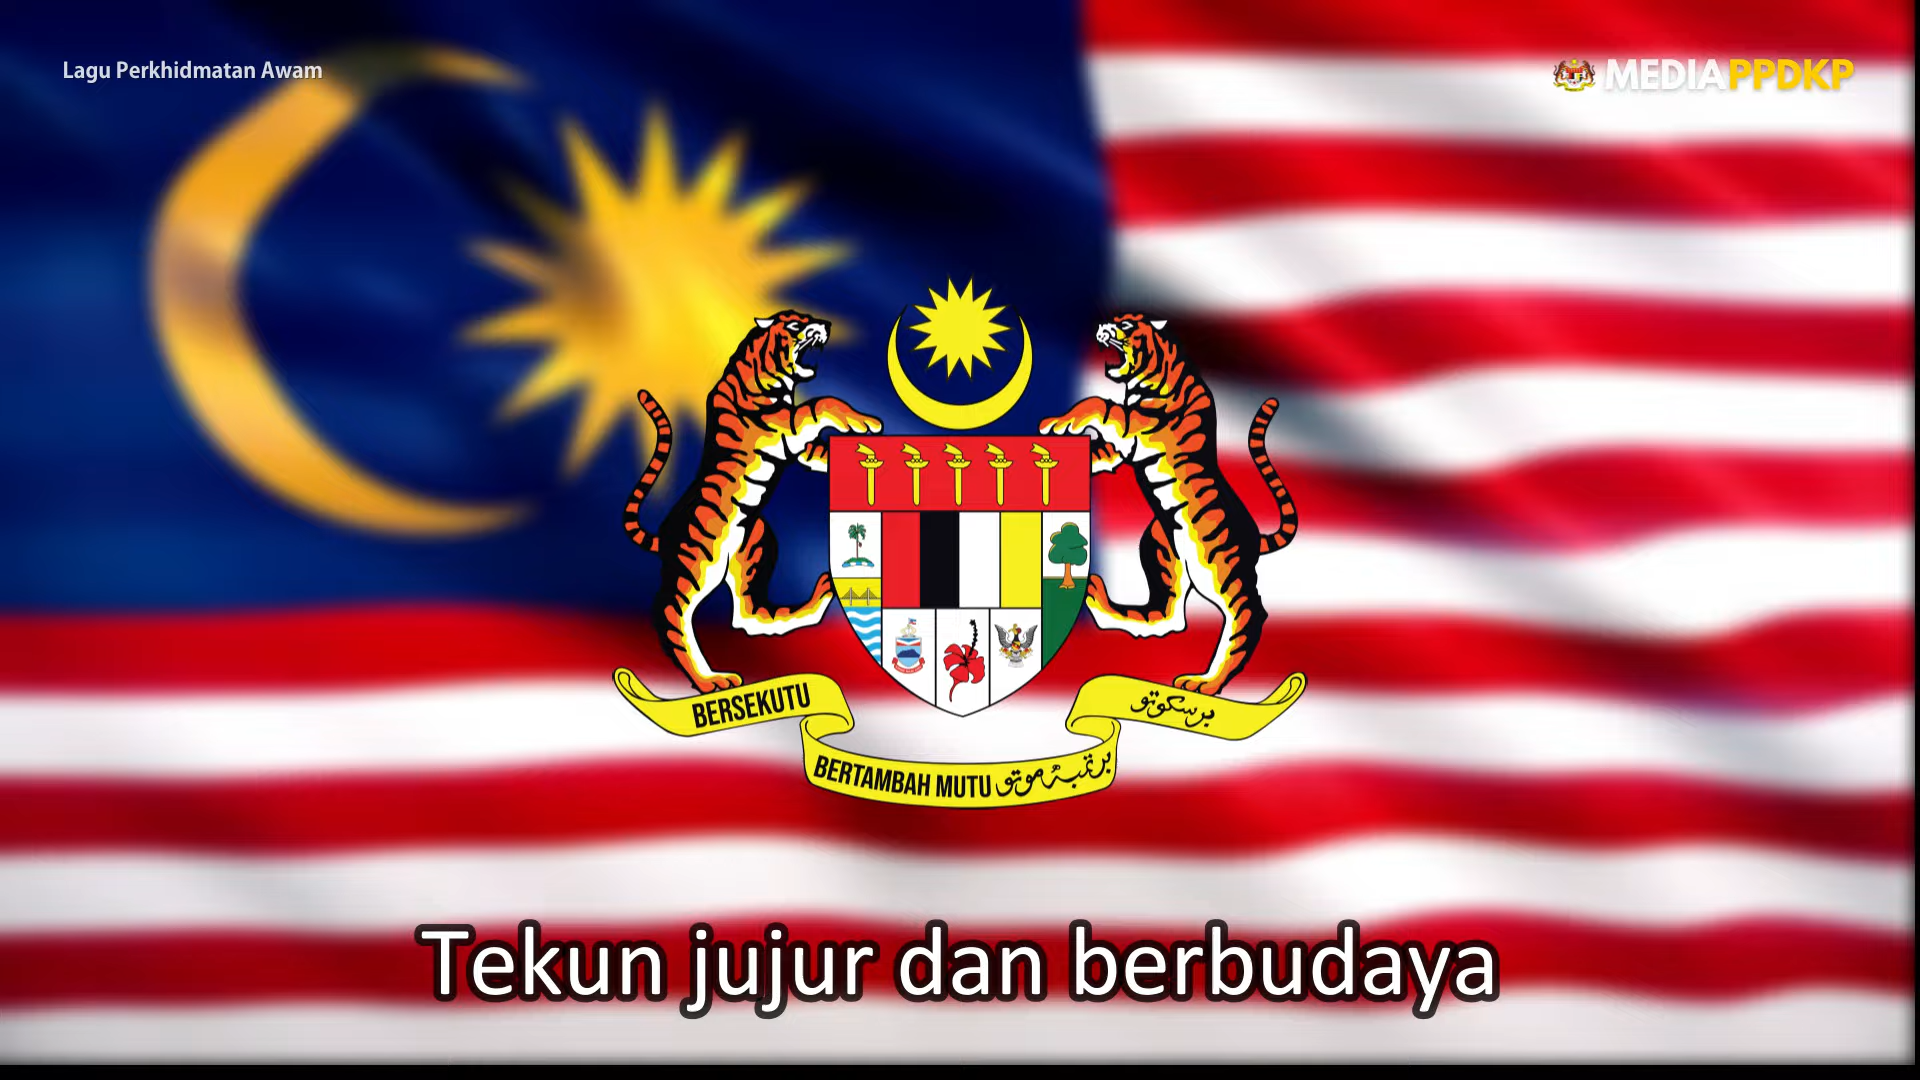 Lagu Perkhidmatan Awam
MEDIAPPDKP
BERSEKUTU
برسکوتو
BERTAMBAH MUTU برتمبه موتو
Tekun jujur dan berbudaya